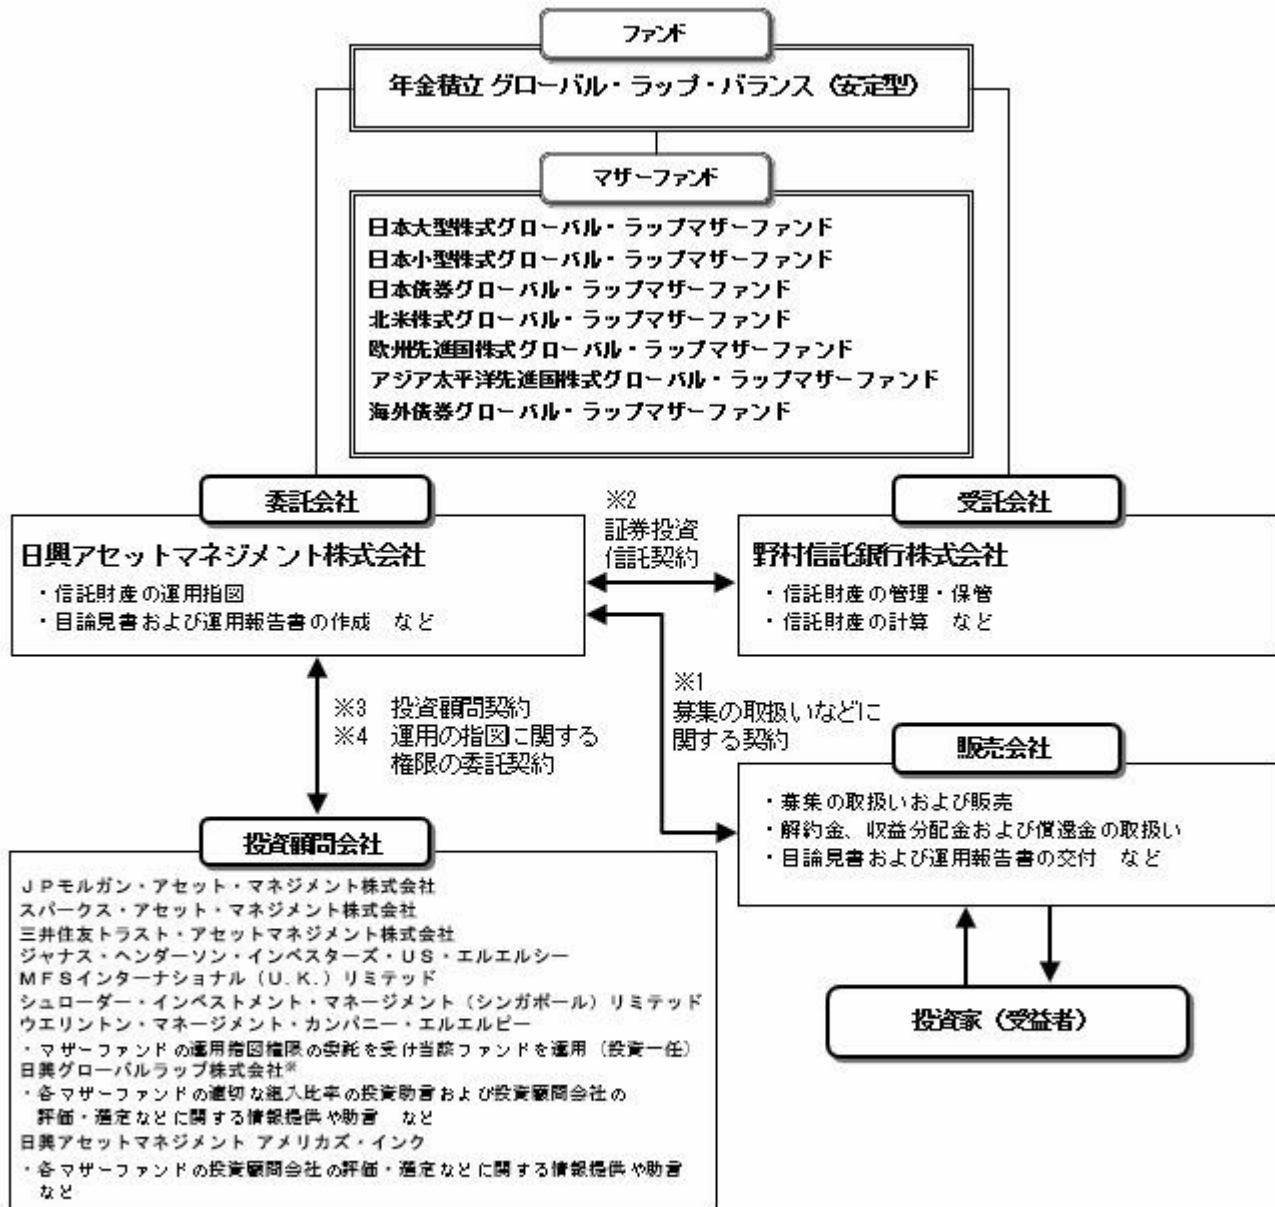 ファンド
年金積立 グローバル・ラップ・バランス（安定型）
マザーファンド
日本大型株式グローバル・ラップマザーファンド
日本小型株式グローバル・ラップマザーファンド
日本債券グローバル・ラップマザーファンド
北米株式グローバル・ラップマザーファンド
欧州先進国株式グローバル・ラップマザーファンド
アジア太平洋先進国株式グローバル・ラップマザーファンド
海外債券グローバル・ラップマザーファンド
委託会社
日興アセットマネジメント株式会社
・信託財産の運用指図
・目論見書および運用報告書の作成　など
※2
証券投資
信託契約
受託会社
野村信託銀行株式会社
・信託財産の管理・保管
・信託財産の計算　など
※3　投資顧問契約
※4　運用の指図に関する
権限の委託契約
※1
募集の取扱いなどに
関する契約
販売会社
・募集の取扱いおよび販売
・解約金、収益分配金および償還金の取扱い
・目論見書および運用報告書の交付　など
投資家（受益者）
投資顧問会社
ＪＰモルガン・アセット・マネジメント株式会社
スパークス・アセット・マネジメント株式会社
三井住友トラスト・アセットマネジメント株式会社
ジャナス・ヘンダーソン・インベスターズ・ＵＳ・エルエルシー
ＭＦＳインターナショナル（Ｕ．Ｋ．）リミテッド
シュローダー・インベストメント・マネージメント（シンガポール）リミテッド
ウエリントン・マネージメント・カンパニー・エルエルピー
・マザーファンドの運用指図権限の委託を受け当該ファンドを運用（投資一任）
日興グローバルラップ株式会社※
・各マザーファンドの適切な組入比率の投資助言および投資顧問会社の
評価・選定などに関する情報提供や助言　など
日興アセットマネジメント アメリカズ・インク
・各マザーファンドの投資顧問会社の評価・選定などに関する情報提供や助言
など